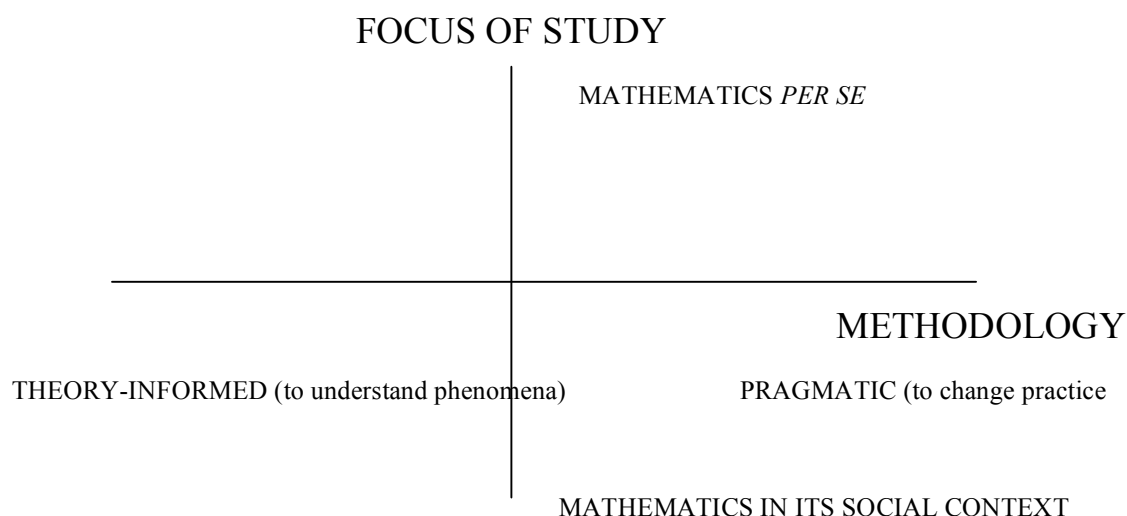 FOCUS OF STUDY
MATHEMATICS PER SE
METHODOLOGY
THEORY-INFORMED (to understand phenomena)
PRAGMATIC (to change practice
MATHEMATICS IN ITS SOCIAL CONTEXT